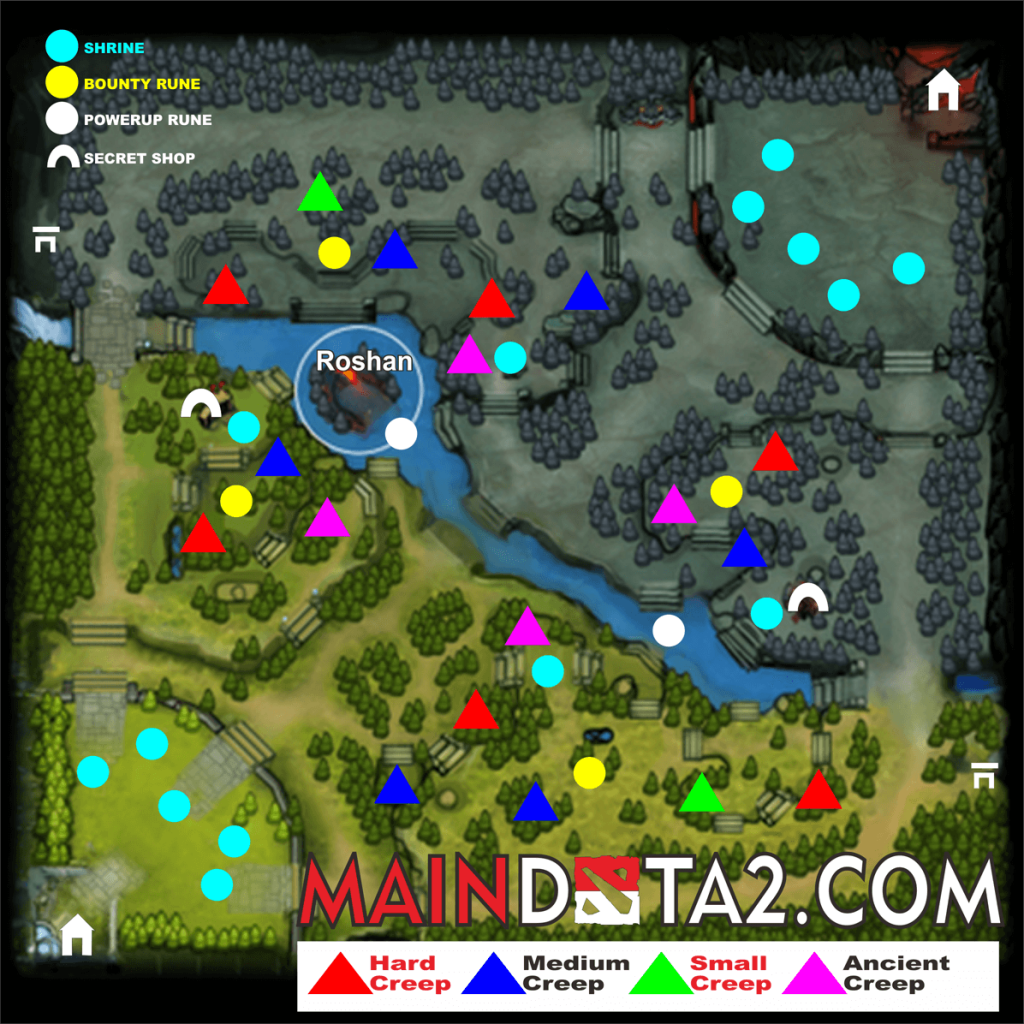 SHRINE
BOUNTY RUNE
POWERUP RUNE
SECRET SHOP
Roshan
MAINDOTA2.COM
Hard Creep
Medium Creep
Small Creep
Ancient Creep